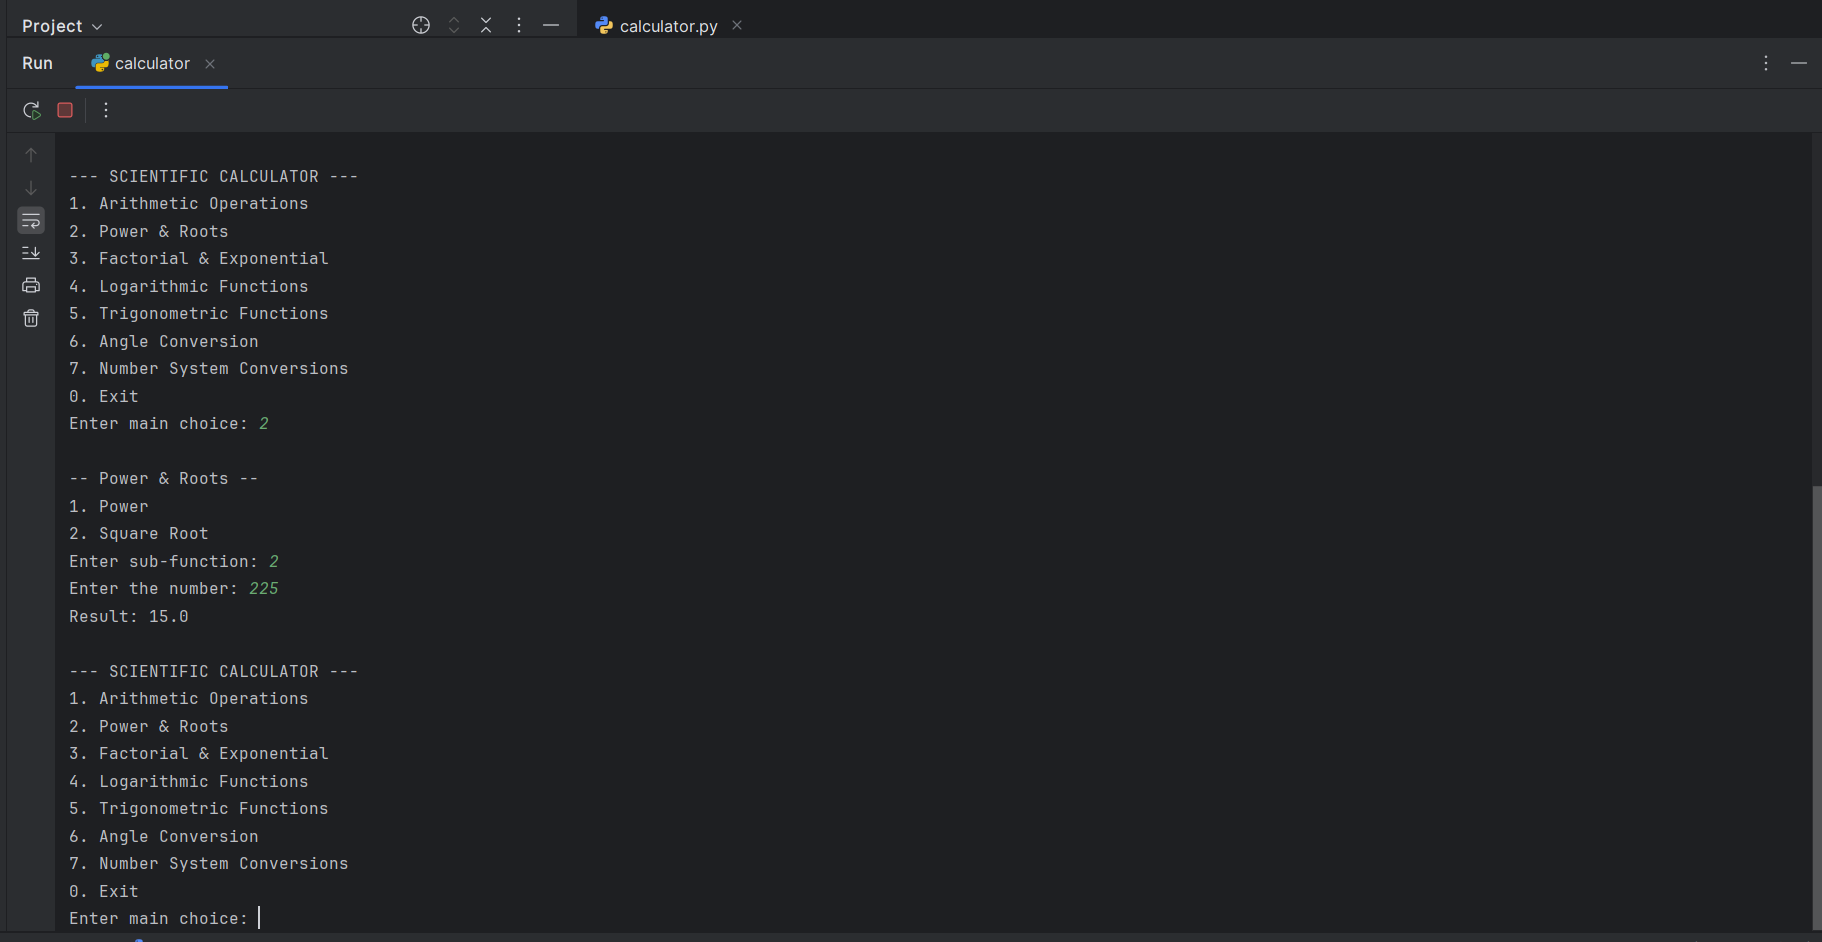 Project
calculator.py
Run
calculator
--- SCIENTIFIC CALCULATOR ---
1. Arithmetic Operations
2. Power & Roots
3. Factorial & Exponential
4. Logarithmic Functions
5. Trigonometric Functions
6. Angle Conversion
7. Number System Conversions
0. Exit
Enter main choice: 2
-- Power & Roots --
1. Power
2. Square Root
Enter sub-function: 2
Enter the number: 225
Result: 15.0
--- SCIENTIFIC CALCULATOR ---
1. Arithmetic Operations
2. Power & Roots
3. Factorial & Exponential
4. Logarithmic Functions
5. Trigonometric Functions
6. Angle Conversion
7. Number System Conversions
0. Exit
Enter main choice: